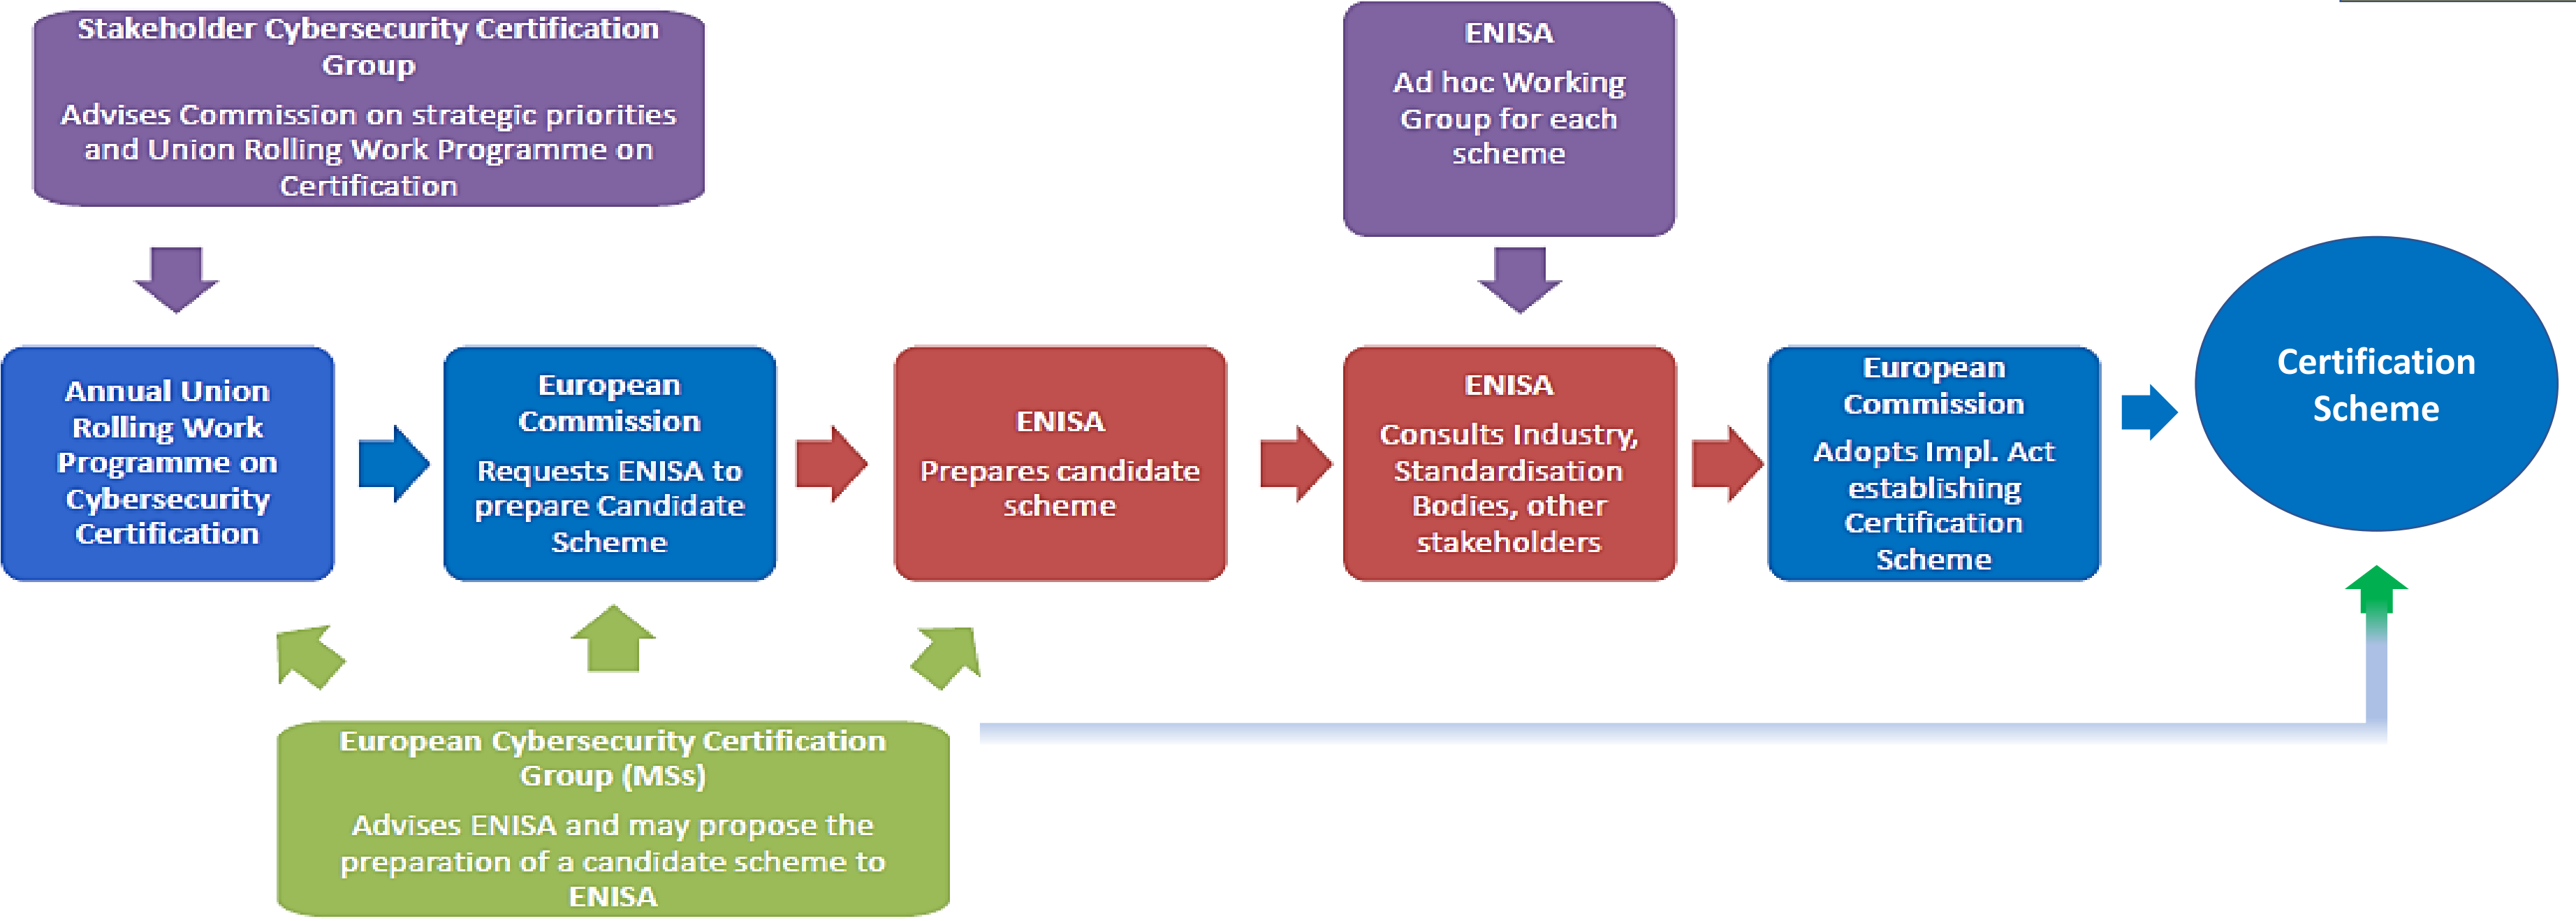 Stakeholder Cybersecurity Certification
Group
Advises Commission on strategic priorities
and Union Rolling Work Programme on
Certification
ENISA
Ad hoc Working
Group for each
scheme
Annual Union
Rolling Work
Programme on
Cybersecurity
Certification
European
Commission
Requests ENISA to
prepare Candidate
Scheme
ENISA
Prepares candidate
scheme
ENISA
Consults Industry,
Standardisation
Bodies, other
stakeholders
European
Commission
Adopts Impl. Act
establishing
Certification
Scheme
Certification
Scheme
European Cybersecurity Certification
Group (MSs)
Advises ENISA and may propose the
preparation of a candidate scheme to
ENISA